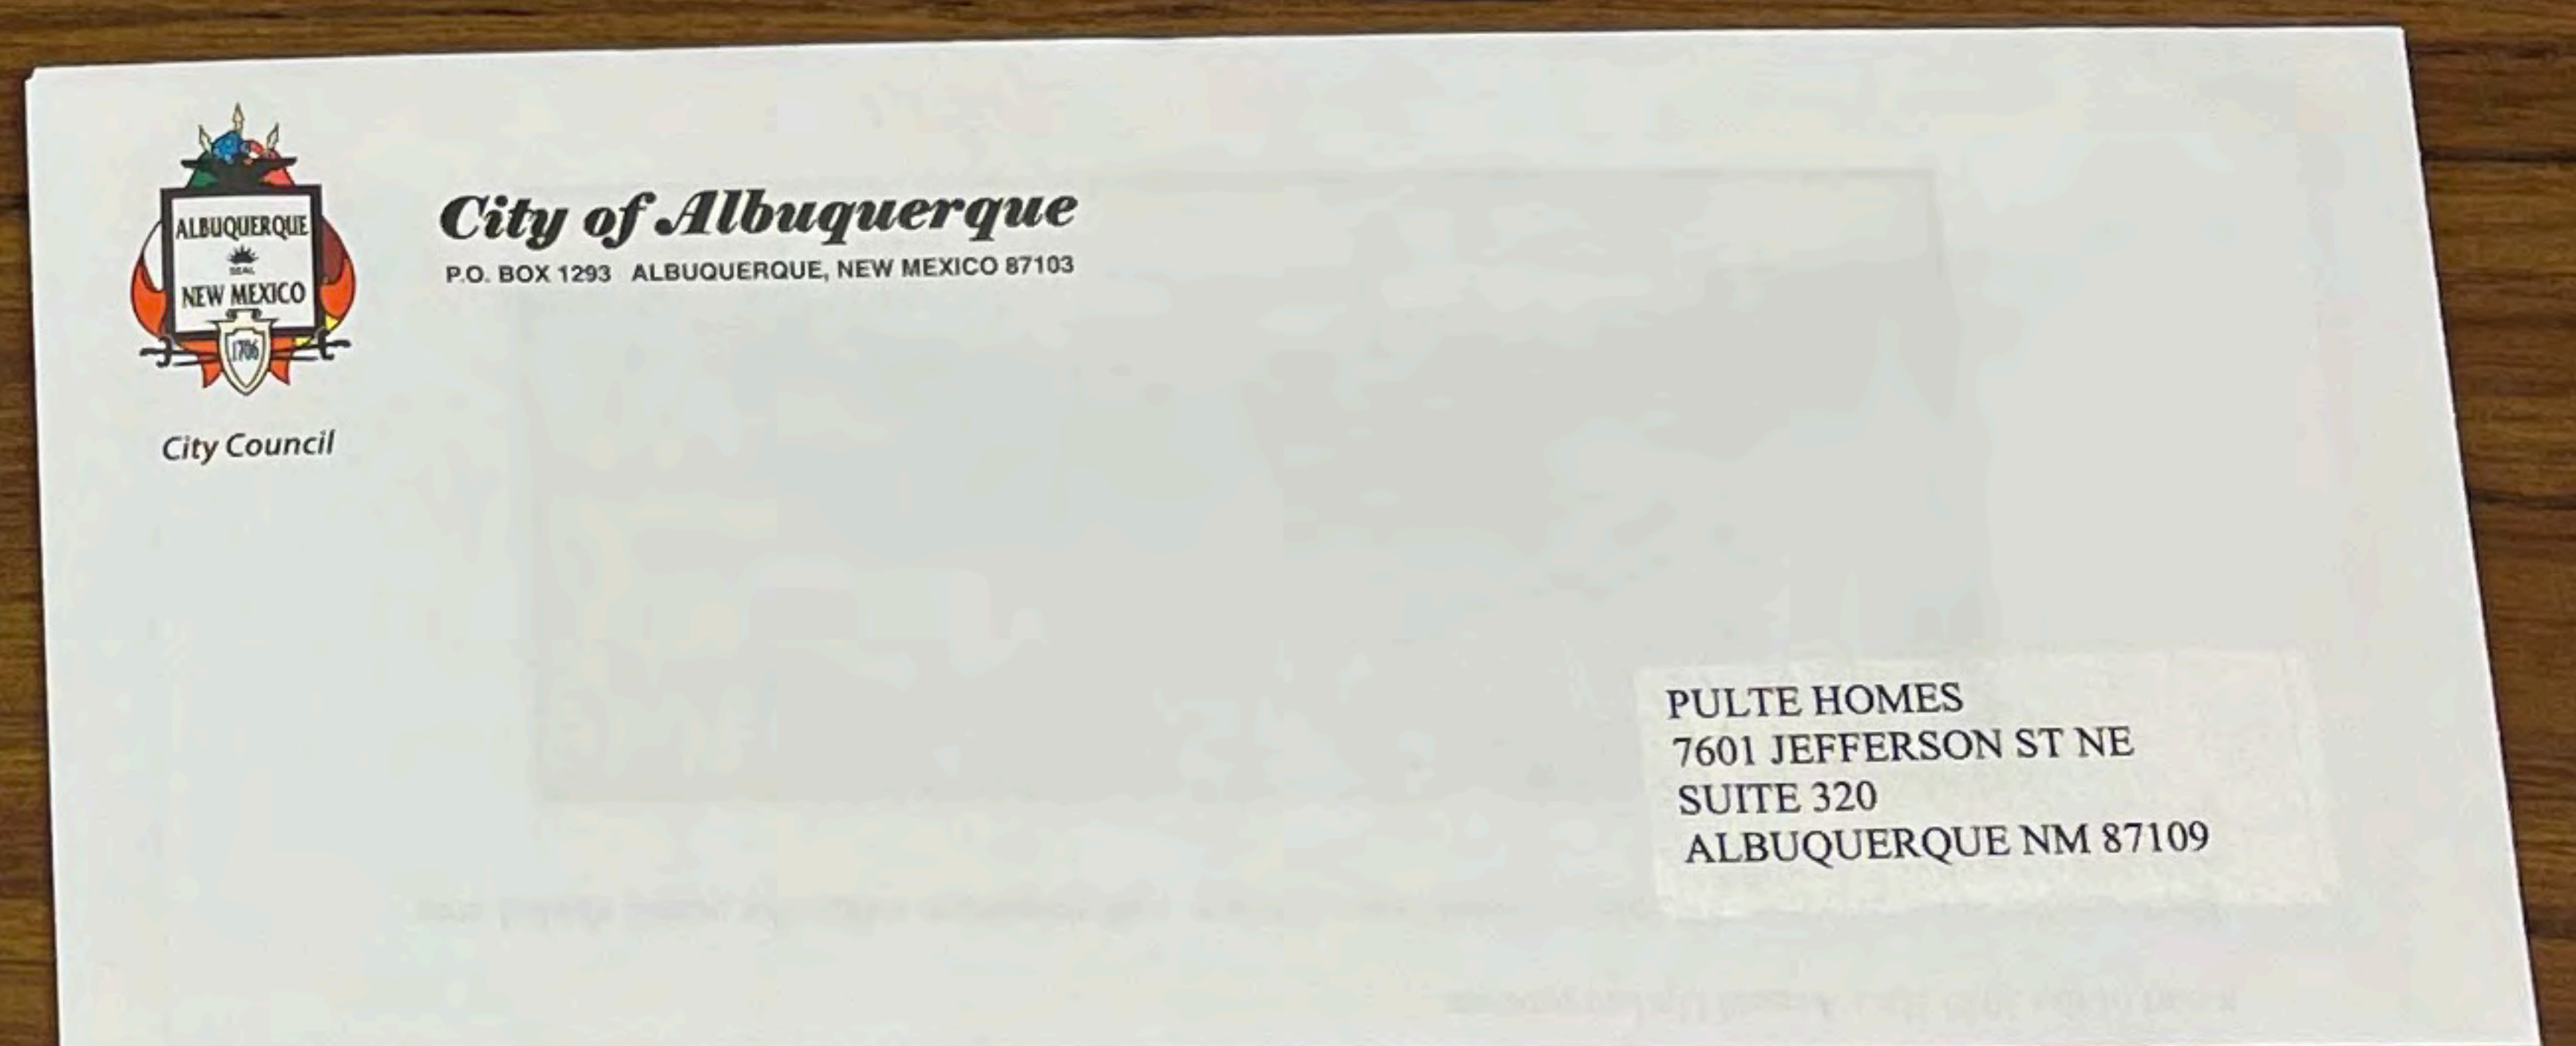 ALBUQUERQUE
SEAL
NEW MEXICO
1706
City Council
City of Albuquerque
P.O. BOX 1293 ALBUQUERQUE, NEW MEXICO 87103
PULTE HOMES
7601 JEFFERSON ST NE
SUITE 320
ALBUQUERQUE NM 87109